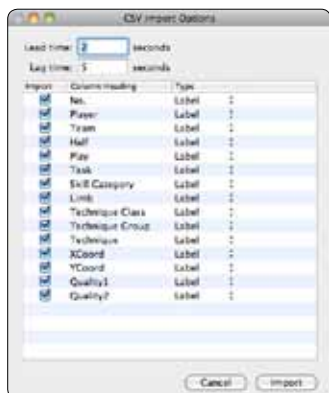 CSV Import Options
Lead time: 2 seconds
Lag time: 5 seconds
Import Column Heading Type
No. Label
Player Label
Team Label
Half Label
Play Label
Task Label
Skill Category Label
Limb Label
Technique Class Label
Technique Group Label
Technique Label
XCoord Label
YCoord Label
Quality1 Label
Quality2 Label
Cancel Import